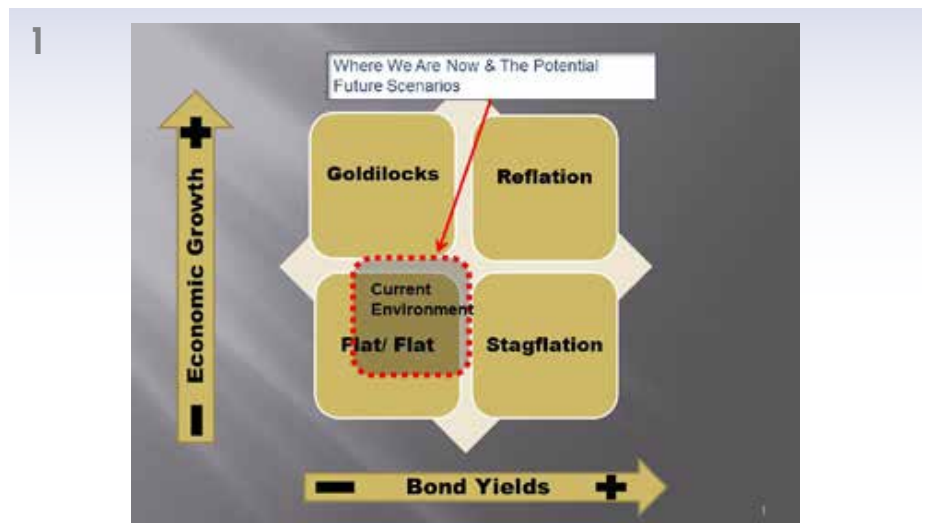 1
Where We Are Now & The Potential
Future Scenarios
+
Economic Growth
−
Goldilocks
Reflation
Current
Environment
Flat/ Flat
Stagflation
− Bond Yields +
1